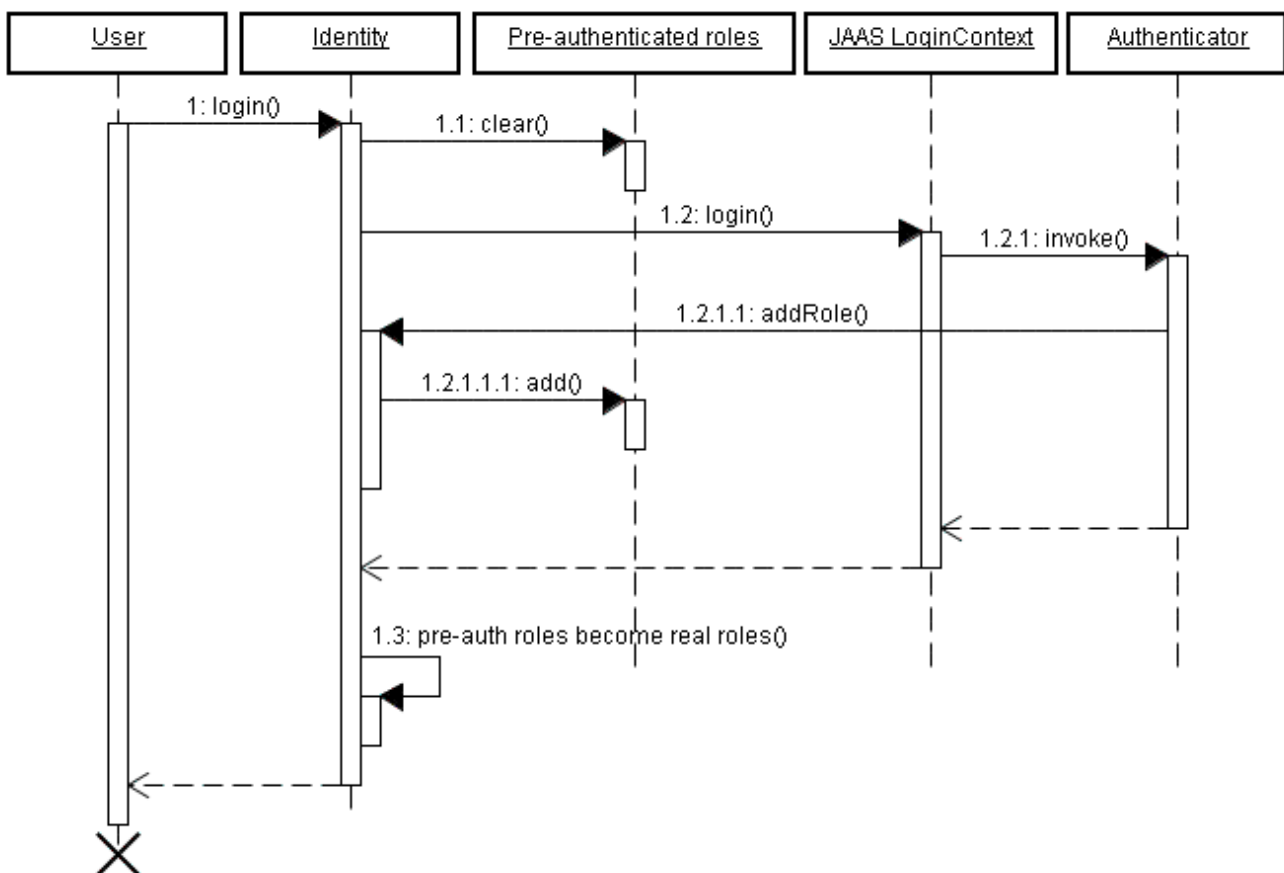 User
Identity
Pre-authenticated roles
JAAS LoginContext
Authenticator
1: login()
1.1: clear()
1.2: login()
1.2.1: invoke()
1.2.1.1: addRole()
1.2.1.1.1: add()
1.3: pre-auth roles become real roles()